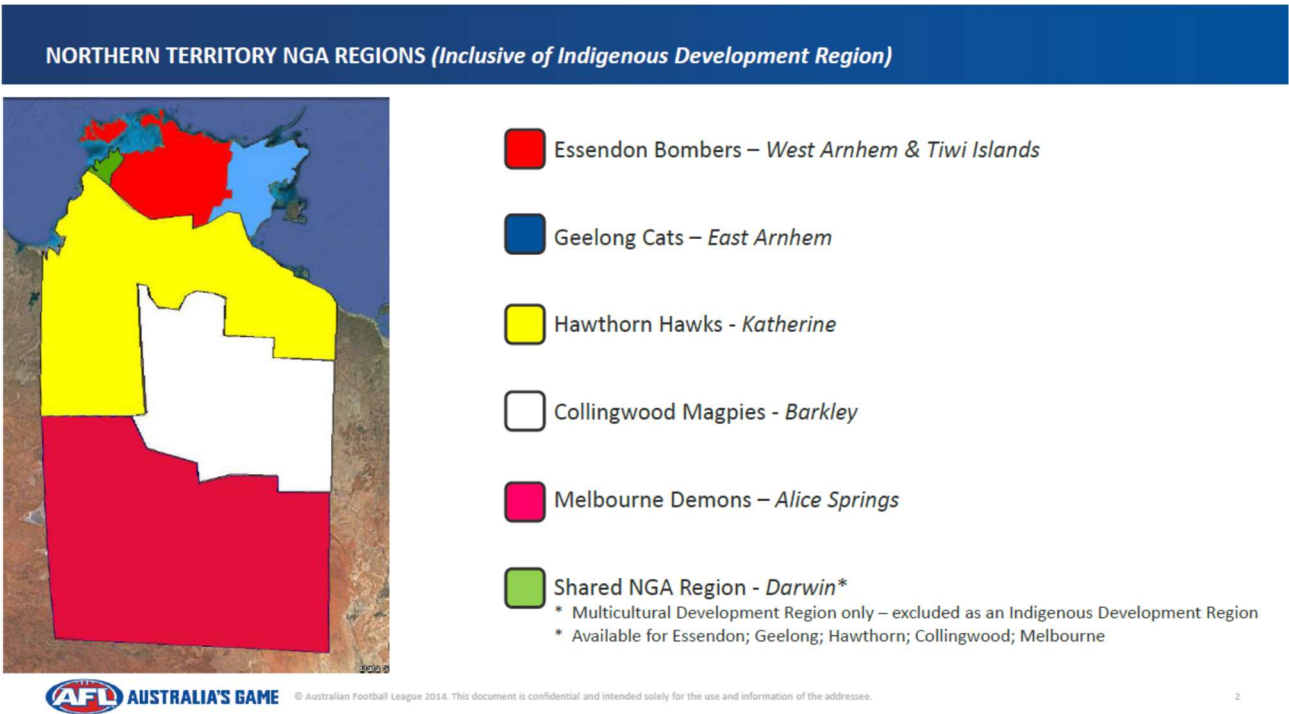 NORTHERN TERRITORY NGA REGIONS (Inclusive of Indigenous Development Region)
Essendon Bombers – West Arnhem & Tiwi Islands
Geelong Cats – East Arnhem
Hawthorn Hawks - Katherine
Collingwood Magpies - Barkley
Melbourne Demons – Alice Springs
Shared NGA Region - Darwin*
* Multicultural Development Region only – excluded as an Indigenous Development Region
* Available for Essendon; Geelong; Hawthorn; Collingwood; Melbourne
AFL AUSTRALIA'S GAME
© Australian Football League 2014. This document is confidential and intended solely for the use and information of the addressee.
2